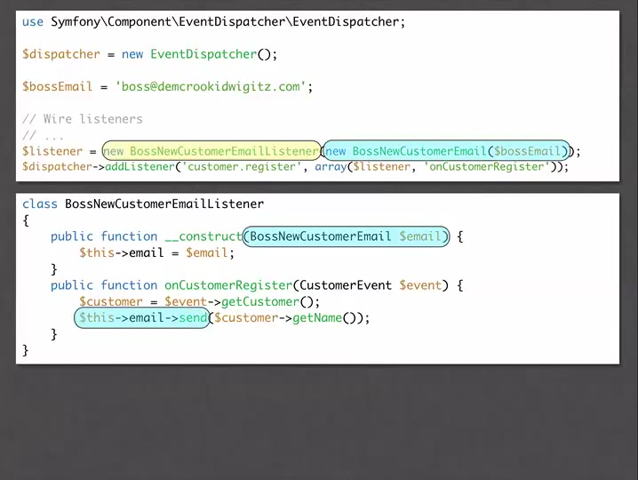 use Symfony\Component\EventDispatcher\EventDispatcher;
$dispatcher = new EventDispatcher();
$bossEmail = 'boss@demcrookidwigitz.com';
// Wire listeners
// ...
$listener = new BossNewCustomerEmailListener(new BossNewCustomerEmail($bossEmail));
$dispatcher->addListener('customer.register', array($listener, 'onCustomerRegister'));
class BossNewCustomerEmailListener
{
public function __construct(BossNewCustomerEmail $email) {
$this->email = $email;
}
public function onCustomerRegister(CustomerEvent $event) {
$customer = $event->getCustomer();
$this->email->send($customer->getName());
}
}